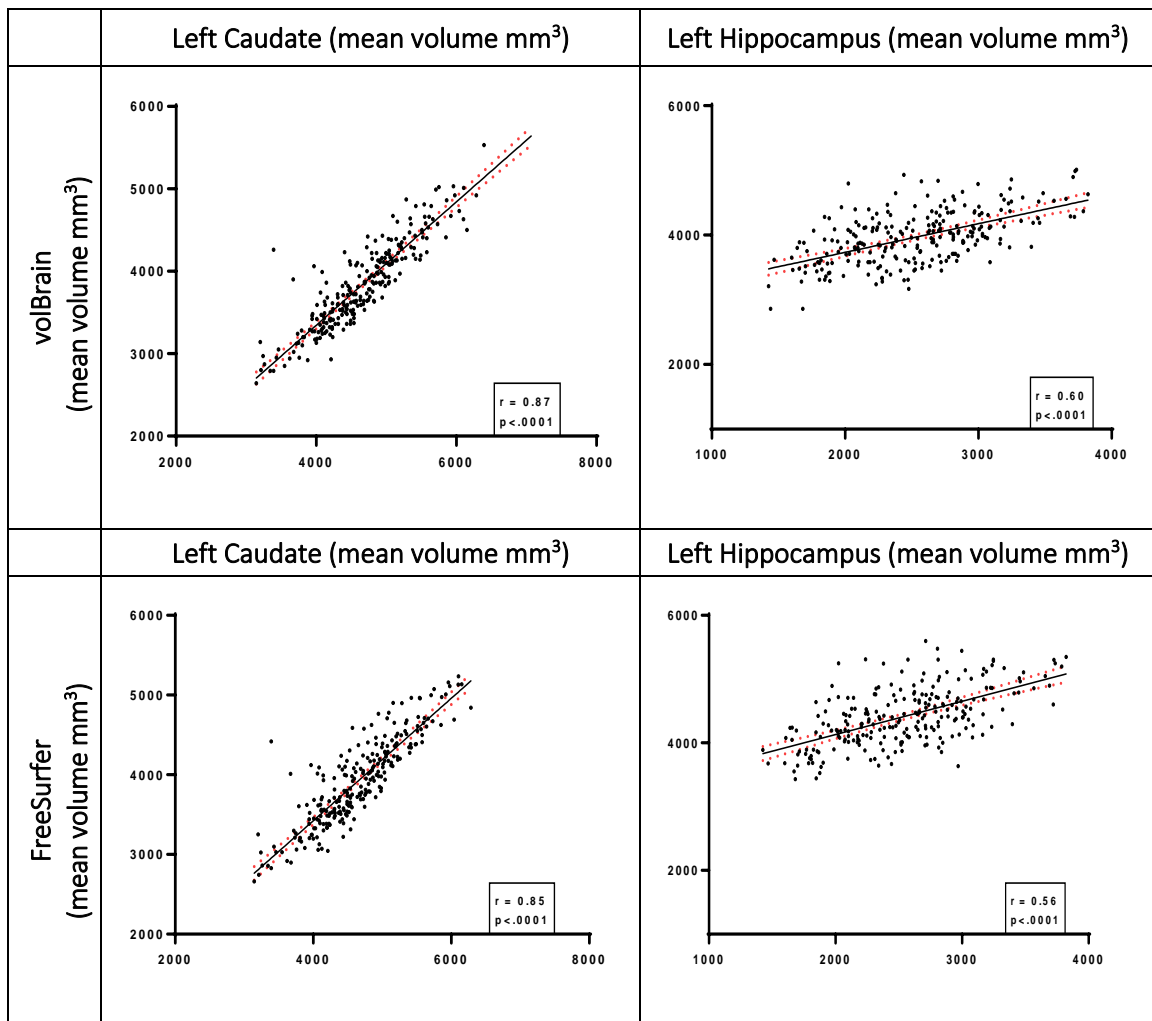 Left Caudate (mean volume mm³)
Left Hippocampus (mean volume mm³)
volBrain
(mean volume mm³)
6000
5000
4000
3000
2000
2000
4000
6000
8000
r = 0.87
p<.0001
6000
4000
2000
1000
2000
3000
4000
r = 0.60
p<.0001
Left Caudate (mean volume mm³)
Left Hippocampus (mean volume mm³)
FreeSurfer
(mean volume mm³)
6000
5000
4000
3000
2000
2000
4000
6000
8000
r = 0.85
p<.0001
6000
4000
2000
1000
2000
3000
4000
r = 0.56
p<.0001